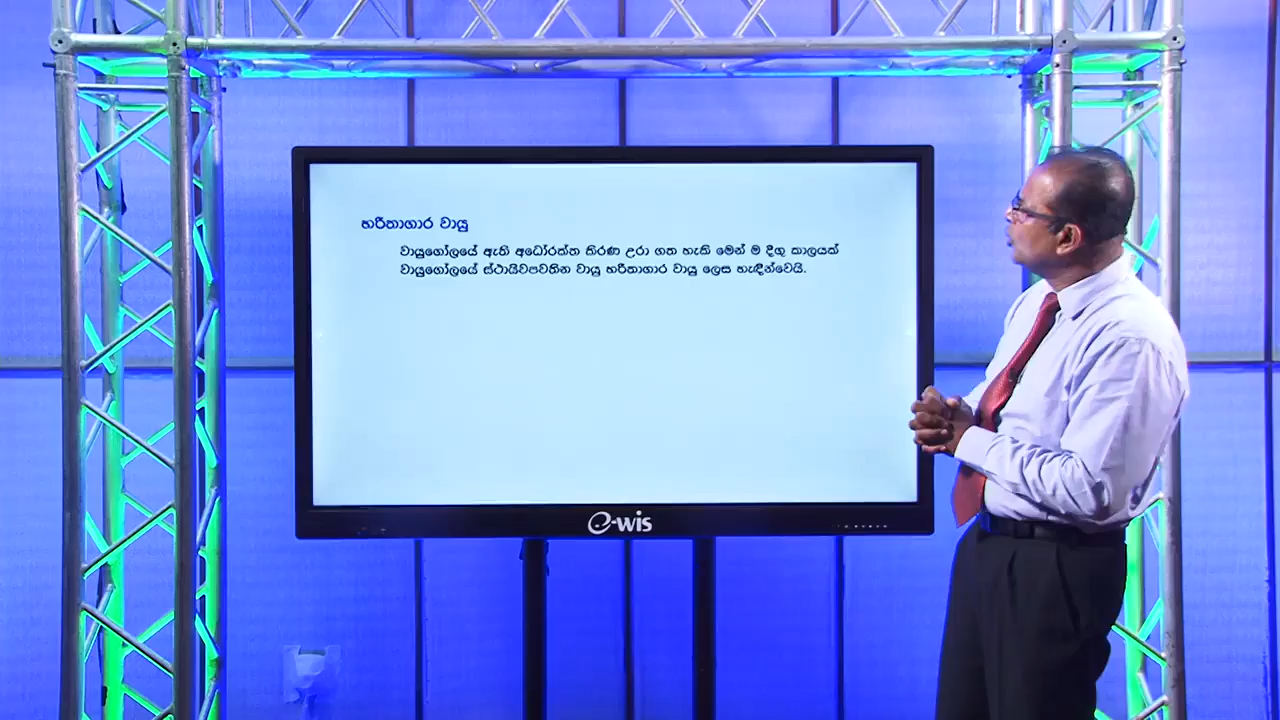 හරිතාගාර වායු
වායුගෝලයේ ඇති අධෝරක්ත කිරණ උරා ගත හැකි මෙන් ම දිගු කාලයක්
වායුගෝලයේ ස්ථායිවපවතින වායු හරිතාගාර වායු ලෙස හැඳින්වෙයි.
e-wis